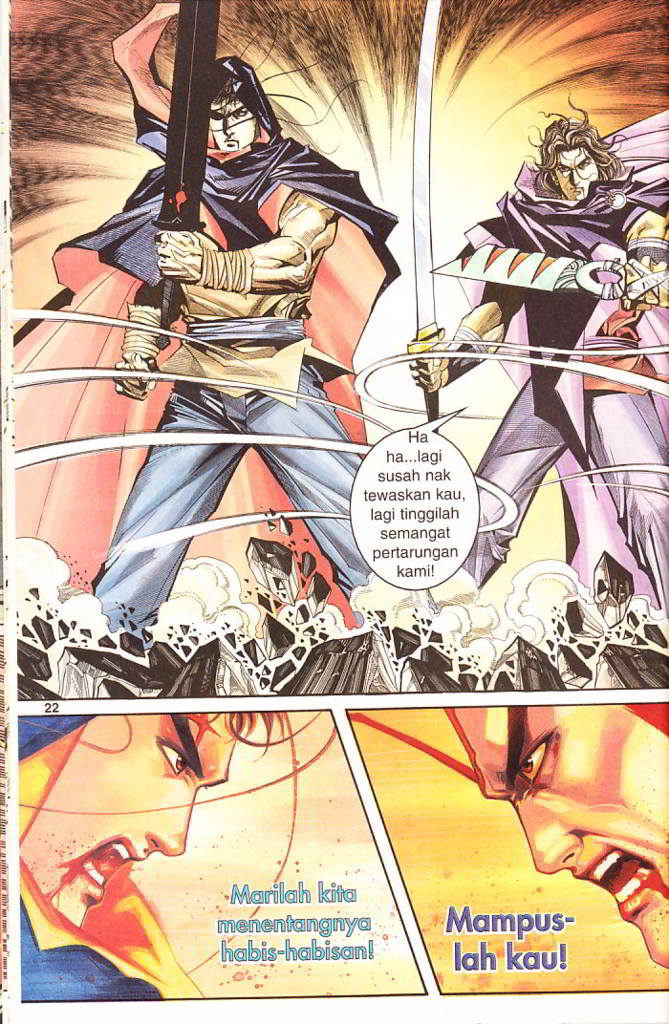 Ha
ha...lagi
susah nak
tewaskan kau,
lagi tinggilah
semangat
pertarungan
kami!
22
Marilah kita
menentangnya
habis-habisan!
Mampus-
lah kau!